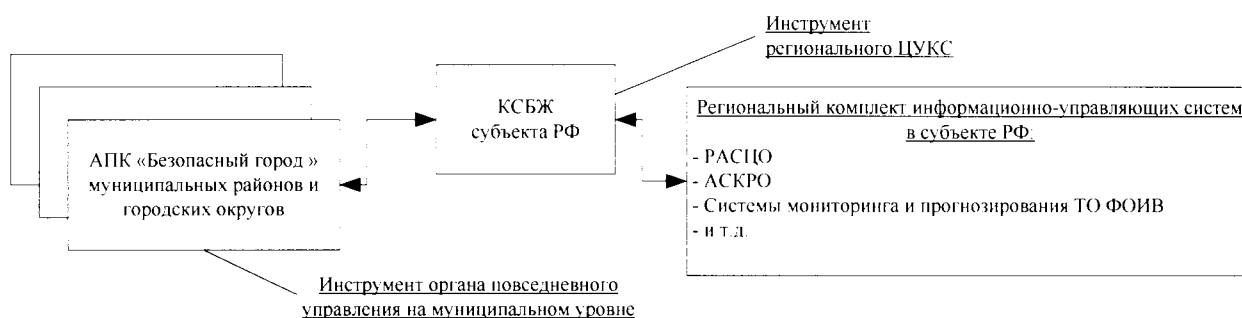 Инструмент
регионального ЦУКС
КСБЖ
субъекта РФ
АПК «Безопасный город »
муниципальных районов и
городских округов
Региональный комплект информационно-управляющих систем
в субъекте РФ:
- РАСЦО
- АСКРО
- Системы мониторинга и прогнозирования ТО ФОИВ
- и т.д.
Инструмент органа повседневного
управления на муниципальном уровне